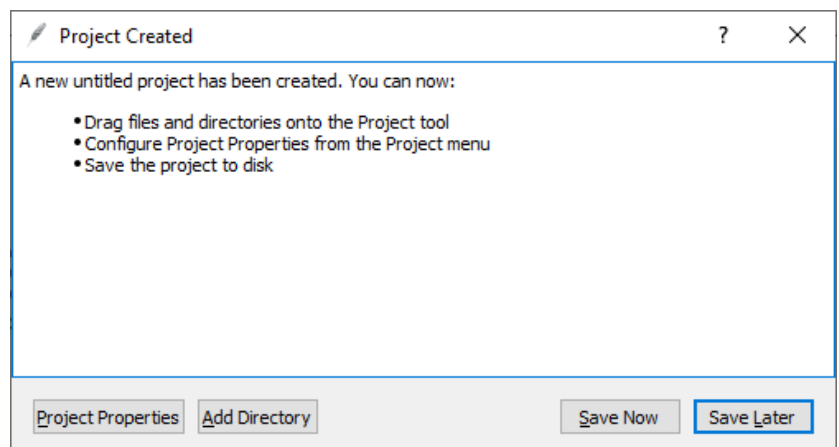 Project Created
?
A new untitled project has been created. You can now:
• Drag files and directories onto the Project tool
• Configure Project Properties from the Project menu
• Save the project to disk
Project Properties Add Directory Save Now Save Later